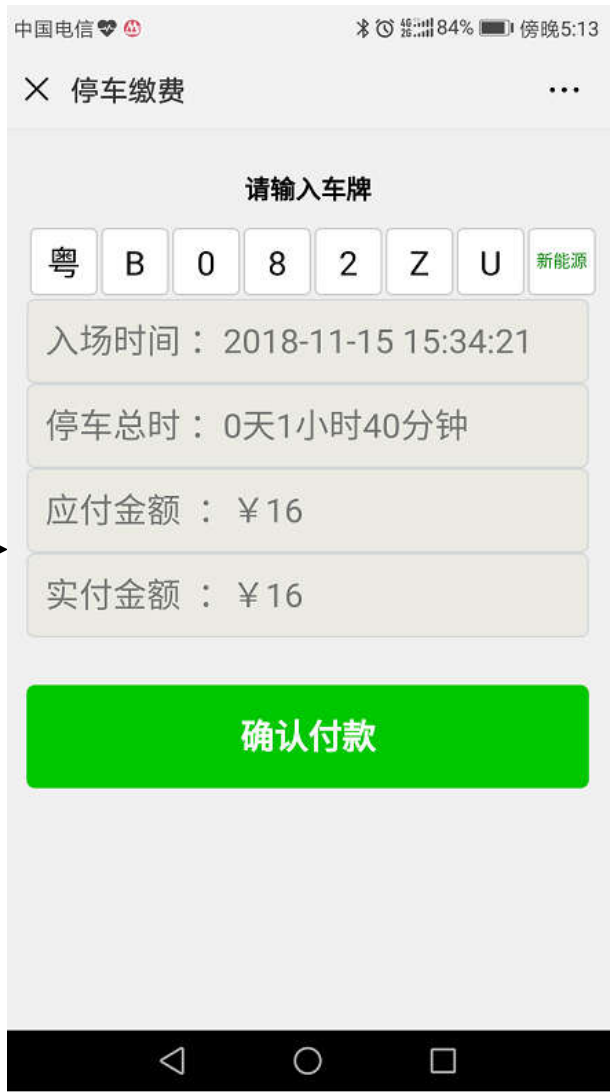 中国电信 84% 傍晚5:13
停车缴费
请输入车牌
粤 B 0 8 2 Z U 新能源
入场时间 ：2018-11-15 15:34:21
停车总时 ：0天1小时40分钟
应付金额 ：￥16
实付金额 ：￥16
确认付款